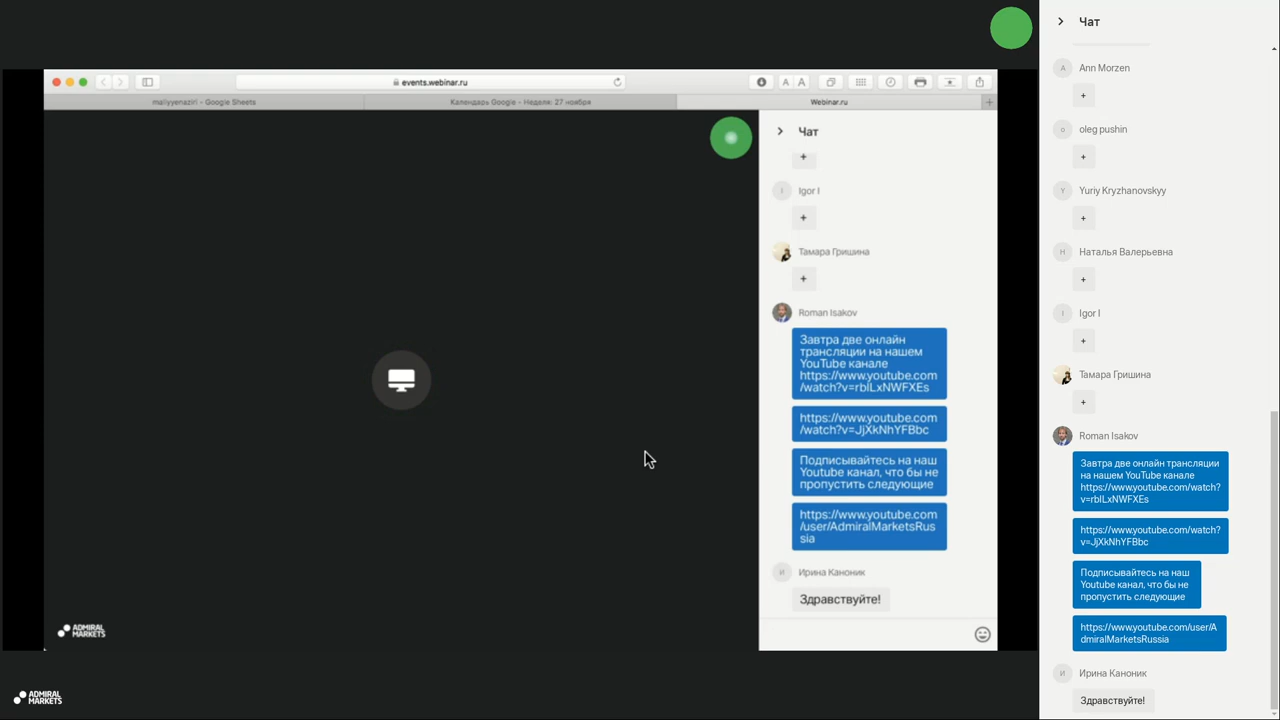 events.webinar.ru
maliyyenaziri - Google Sheets
Календарь Google - Неделя: 27 ноября
Webinar.ru
Чат
+
Igor I
+
Тамара Гришина
+
Roman Isakov
Завтра две онлайн
трансляции на нашем
YouTube канале
https://www.youtube.com
/watch?v=rbILxNWFXEs
https://www.youtube.com
/watch?v=JjXkNhYFBbc
Подписывайтесь на наш
Youtube канал, что бы не
пропустить следующие
https://www.youtube.com
/user/AdmiralMarketsRus
sia
Ирина Каноник
Здравствуйте!
ADMIRAL
MARKETS
ADMIRAL
MARKETS
Чат
Ann Morzen
+
oleg pushin
+
Yuriy Kryzhanovskyy
+
Наталья Валерьевна
+
Igor I
+
Тамара Гришина
+
Roman Isakov
Завтра две онлайн трансляции
на нашем YouTube канале
https://www.youtube.com/watch?
v=rbILxNWFXEs
https://www.youtube.com/watch?
v=JjXkNhYFBbc
Подписывайтесь на наш
Youtube канал, что бы не
пропустить следующие
https://www.youtube.com/user/A
dmiralMarketsRussia
Ирина Каноник
Здравствуйте!